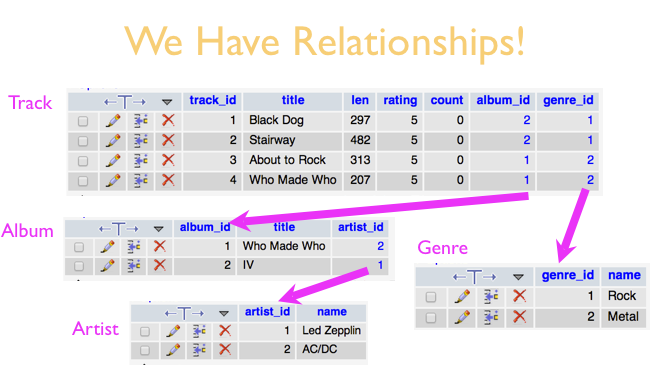 We Have Relationships!
Track
track_id title len rating count album_id genre_id
1 Black Dog 297 5 0 2 1
2 Stairway 482 5 0 2 1
3 About to Rock 313 5 0 1 2
4 Who Made Who 207 5 0 1 2
Album
album_id title artist_id
1 Who Made Who 2
2 IV 1
Genre
genre_id name
1 Rock
2 Metal
Artist
artist_id name
1 Led Zepplin
2 AC/DC